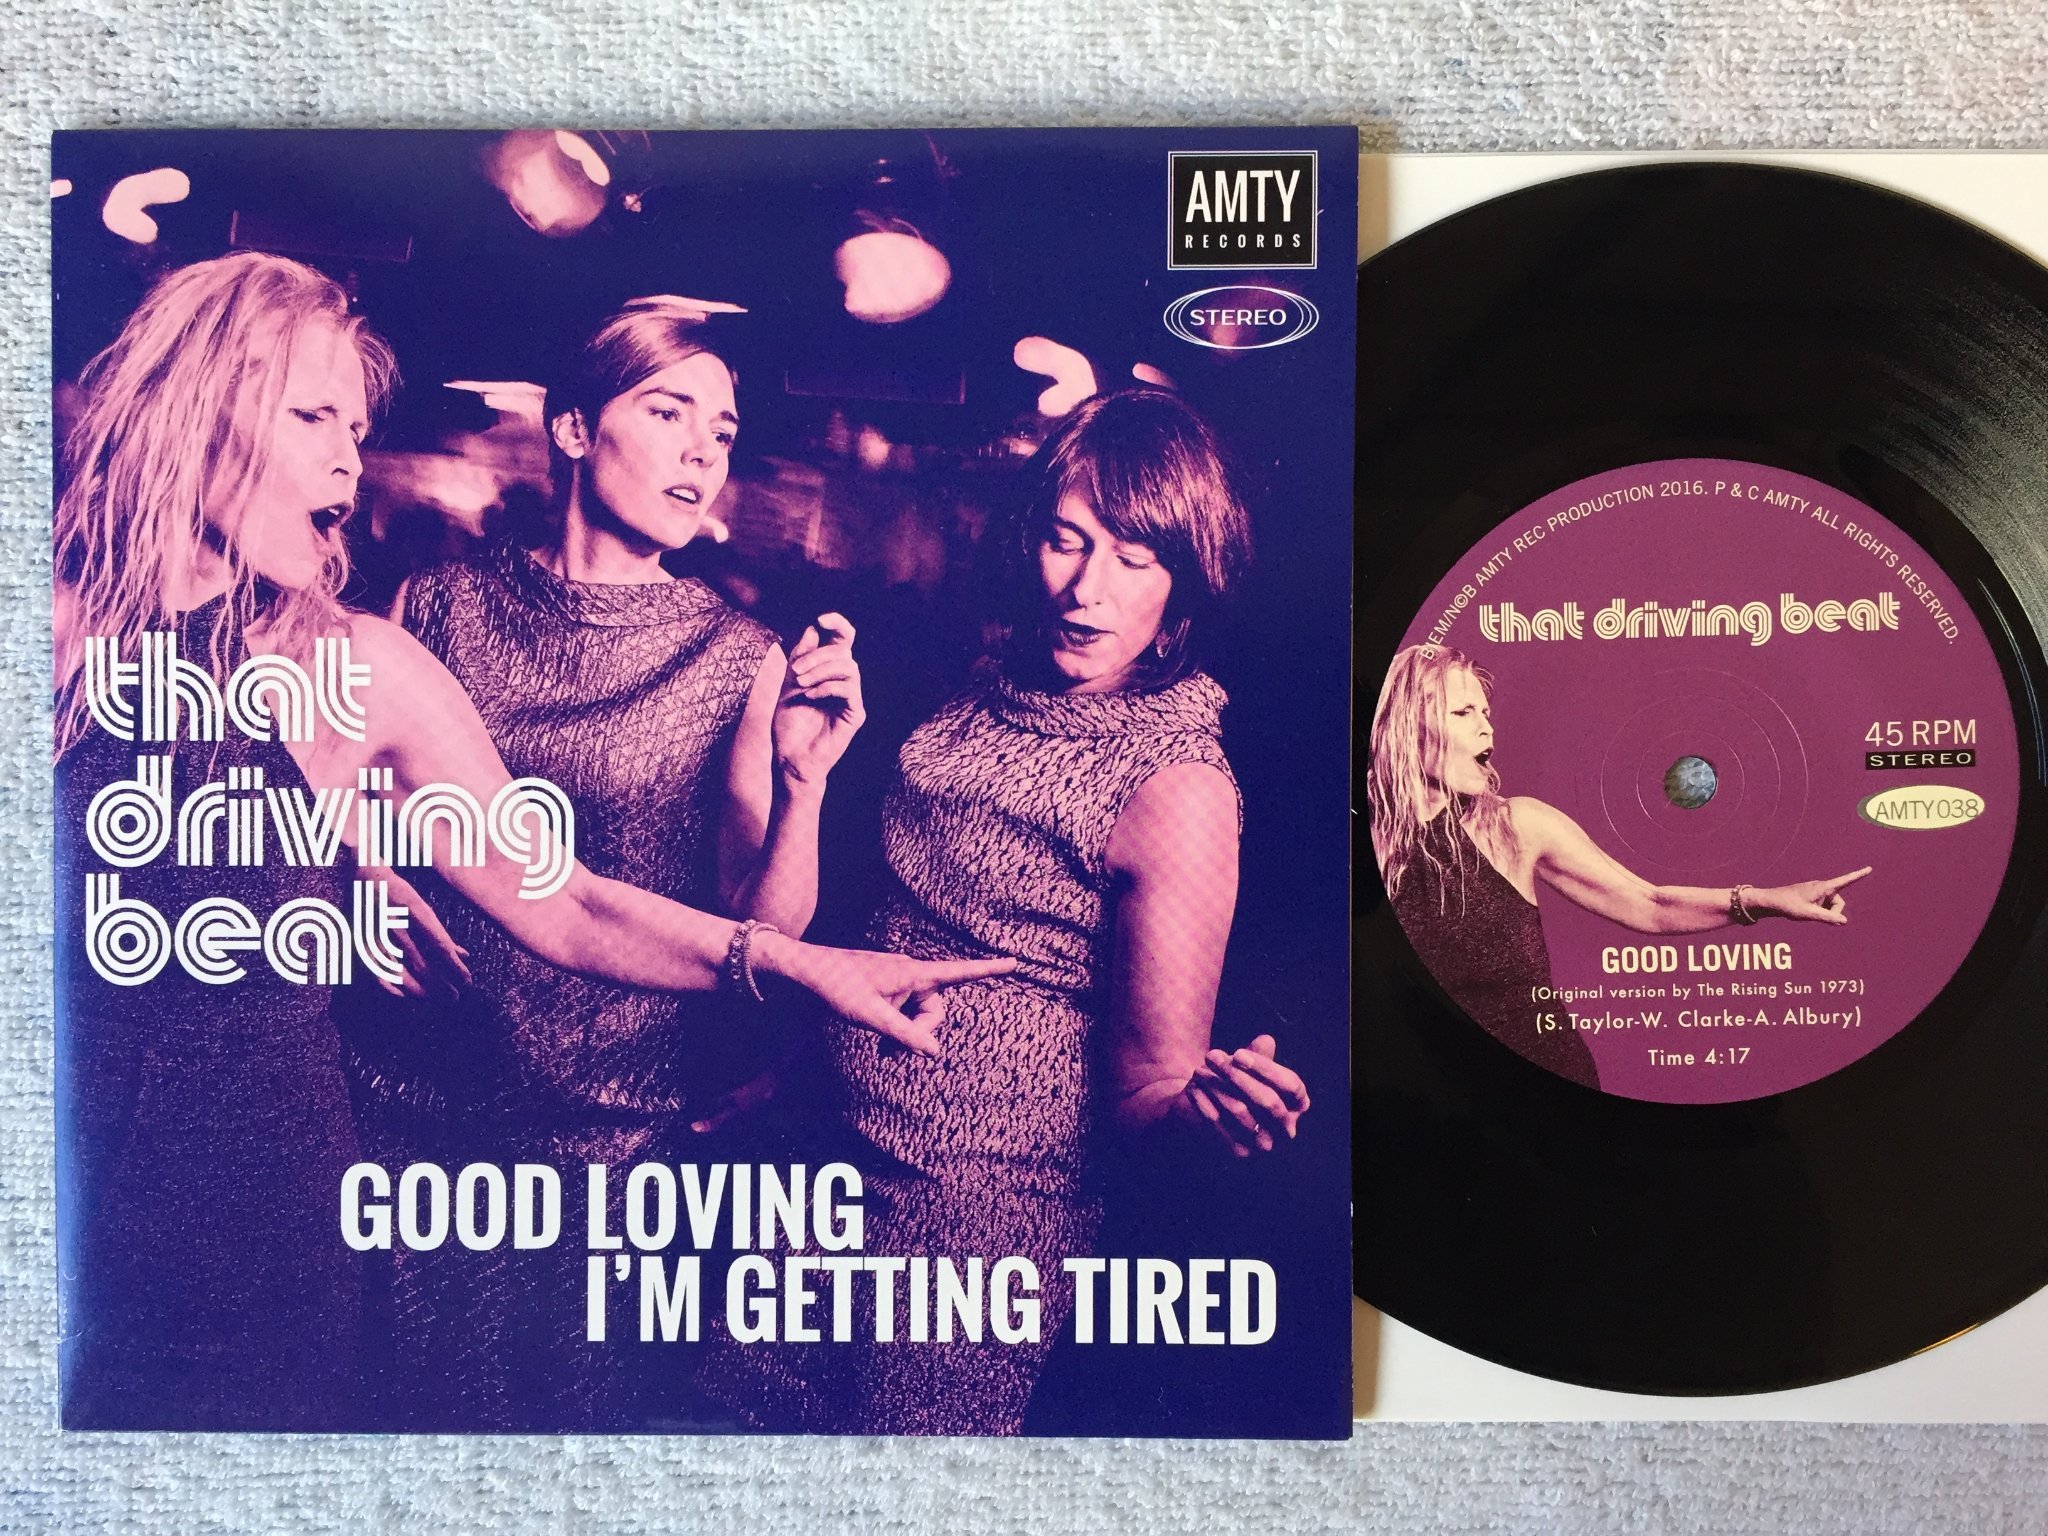 AMTY
RECORDS
STEREO
that
driving
beat
GOOD LOVING
I'M GETTING TIRED
BIEM/N©B AMTY REC PRODUCTION 2016. P & C AMTY ALL RIGHTS RESERVED.
that driving beat
45 RPM
STEREO
AMTY038
GOOD LOVING
(Original version by The Rising Sun 1973)
(S. Taylor-W. Clarke-A. Albury)
Time 4:17